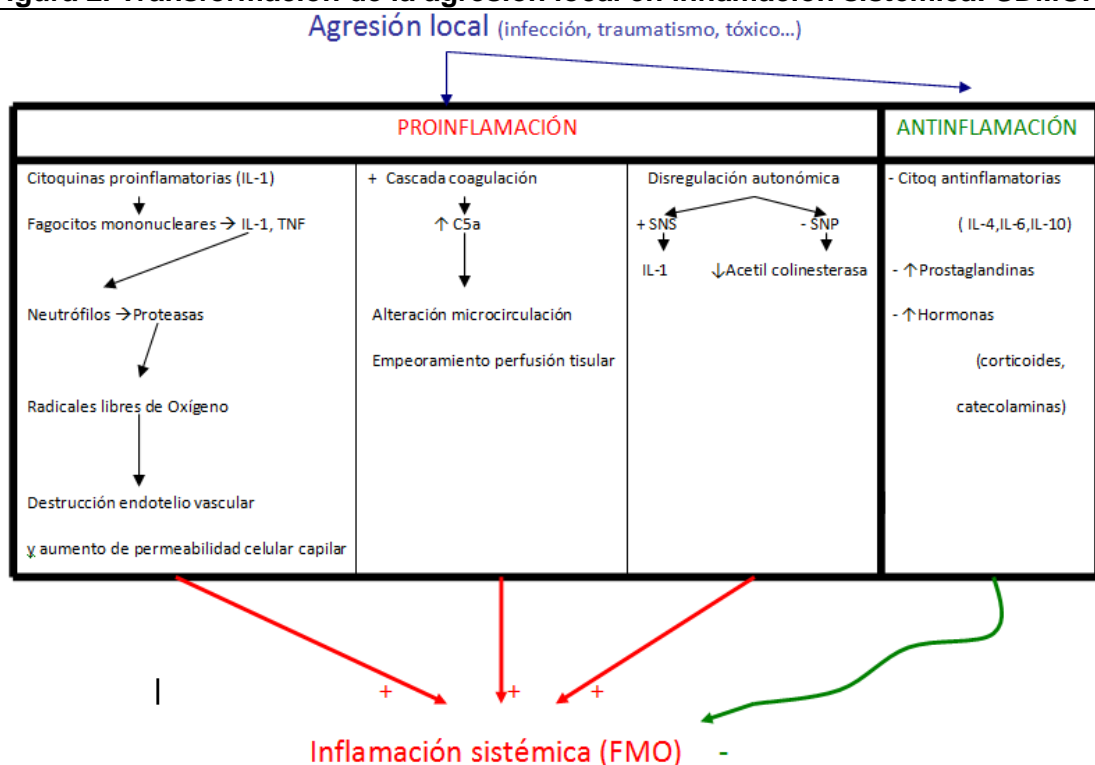 Agresión local (infección, traumatismo, tóxico...)
PROINFLAMACIÓN
ANTINFLAMACIÓN
Citoquinas proinflamatorias (IL-1)
Fagocitos mononucleares → IL-1, TNF
Neutrófilos → Proteasas
Radicales libres de Oxígeno
Destrucción endotelio vascular
y aumento de permeabilidad celular capilar
+ Cascada coagulación
↑ C5a
Alteración microcirculación
Empeoramiento perfusión tisular
Disregulación autonómica
+ SNS
- SNP
IL-1
↓Acetil colinesterasa
- Citoq antinflamatorias
( IL-4,IL-6,IL-10)
- ↑Prostaglandinas
- ↑Hormonas
(corticoides,
catecolaminas)
+
+
+
Inflamación sistémica (FMO) -